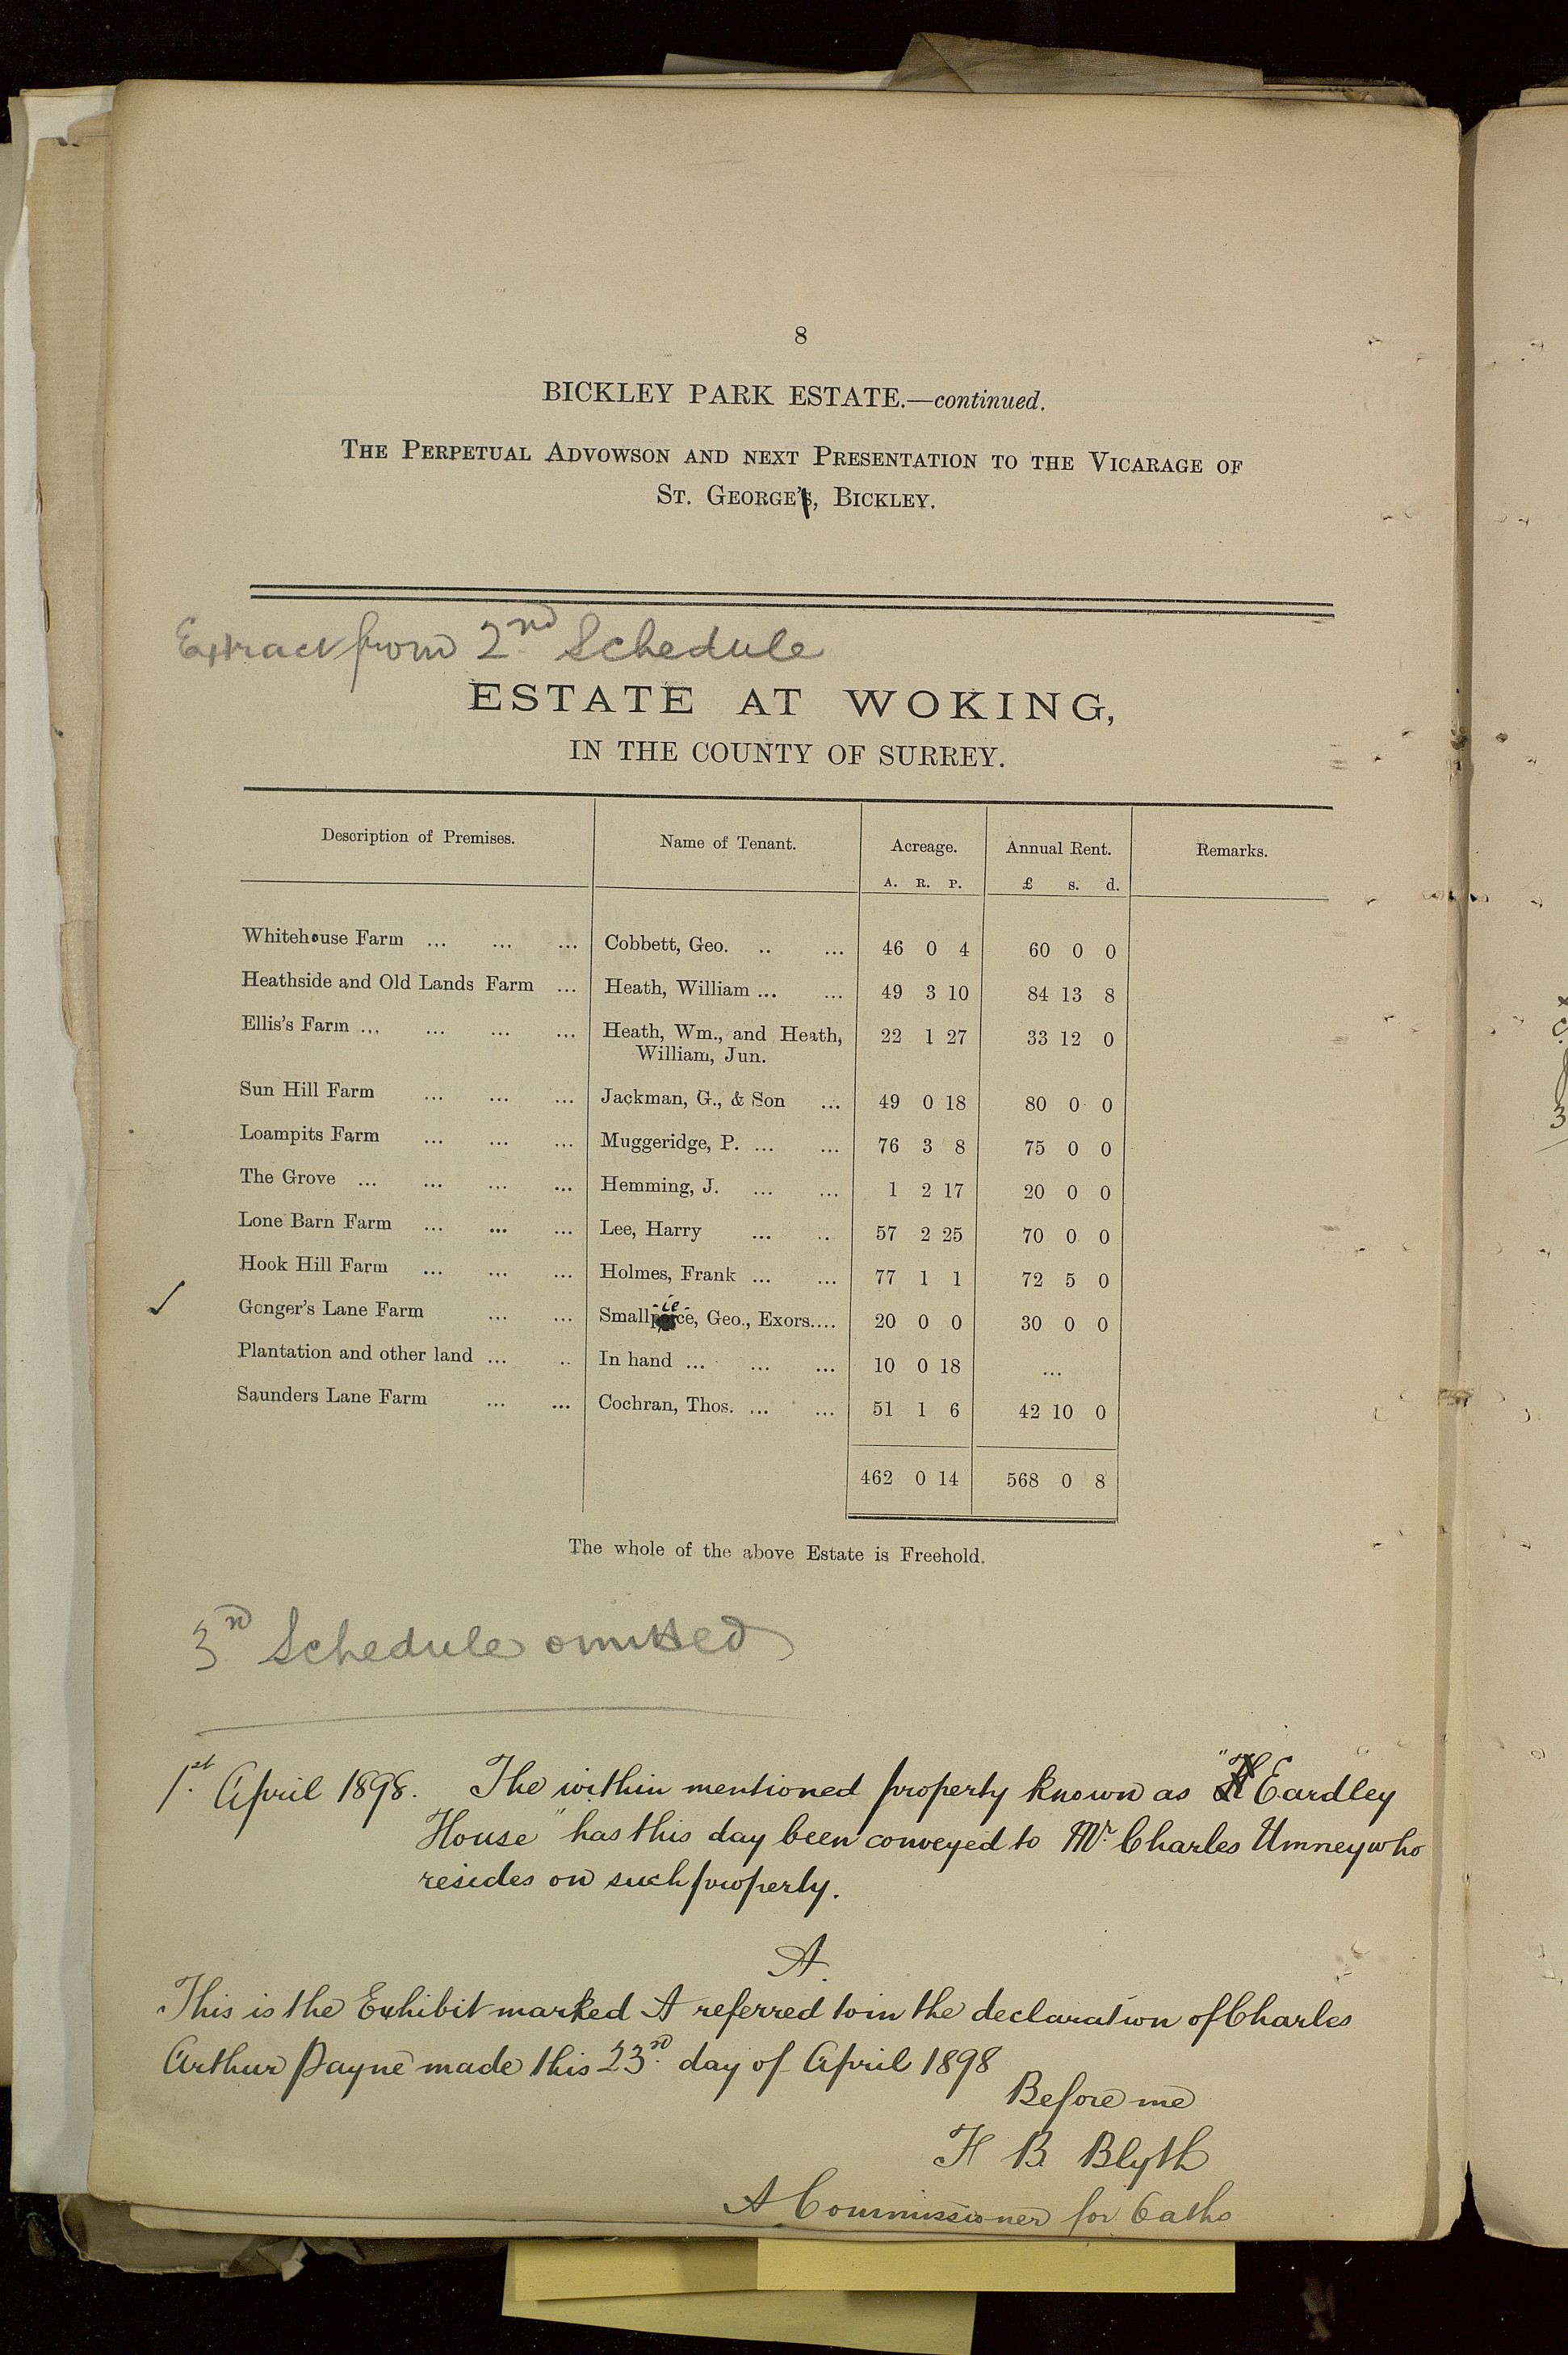 8
BICKLEY PARK ESTATE.—continued.
THE PERPETUAL ADVOWSON AND NEXT PRESENTATION TO THE VICARAGE OF
ST. GEORGE, BICKLEY.
Extract from 2nd Schedule
ESTATE AT WOKING,
IN THE COUNTY OF SURREY.
Description of Premises. Name of Tenant. Acreage. Annual Rent. Remarks.
A. R. P. £ s. d.
Whitehouse Farm ... ... ... Cobbett, Geo. .. ... 46 0 4 60 0 0
Heathside and Old Lands Farm ... Heath, William ... ... 49 3 10 84 13 8
Ellis's Farm ... ... ... ... Heath, Wm., and Heath, 22 1 27 33 12 0
William, Jun.
Sun Hill Farm ... ... ... Jackman, G., & Son ... 49 0 18 80 0 0
Loampits Farm ... ... ... Muggeridge, P. ... ... 76 3 8 75 0 0
The Grove ... ... ... ... Hemming, J. ... ... 1 2 17 20 0 0
Lone Barn Farm ... ... ... Lee, Harry ... .. 57 2 25 70 0 0
Hook Hill Farm ... ... ... Holmes, Frank ... ... 77 1 1 72 5 0
✓ Gonger's Lane Farm ... ... Smallpiece, Geo., Exors.... 20 0 0 30 0 0
Plantation and other land ... .. In hand ... ... ... 10 0 18 ...
Saunders Lane Farm ... ... Cochran, Thos. ... ... 51 1 6 42 10 0
462 0 14 568 0 8
The whole of the above Estate is Freehold.
3rd Schedule omitted
1st April 1898. The within mentioned property known as "Eardley
House" has this day been conveyed to Mr. Charles Umney who
resides on such property.
A.
This is the Exhibit marked A referred to in the declaration of Charles
Arthur Payne made this 23rd day of April 1898
Before me
H B Blyth
A Commissioner for Oaths